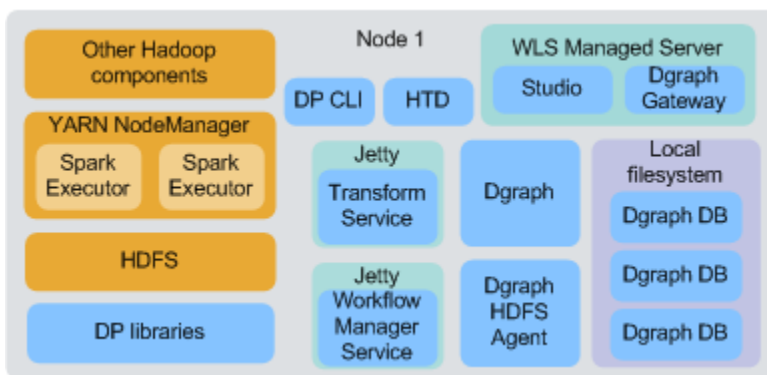 Node 1
Other Hadoop
components
YARN NodeManager
Spark
Executor
Spark
Executor
HDFS
DP libraries
DP CLI
HTD
WLS Managed Server
Studio
Dgraph
Gateway
Jetty
Transform
Service
Dgraph
Local
filesystem
Dgraph DB
Dgraph DB
Dgraph DB
Jetty
Workflow
Manager
Service
Dgraph
HDFS
Agent